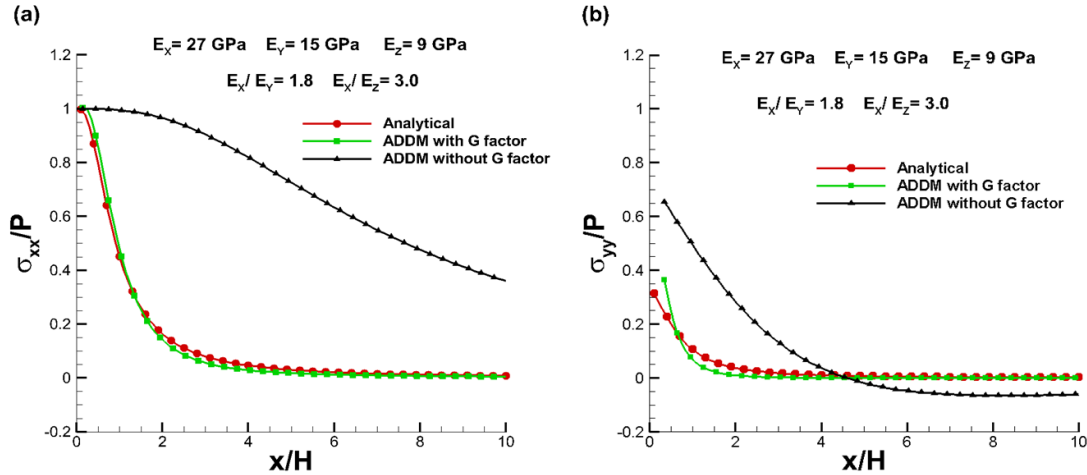 (a)
E_X= 27 GPa E_Y= 15 GPa E_Z= 9 GPa
E_X/ E_Y= 1.8 E_X/ E_Z= 3.0
Analytical
ADDM with G factor
ADDM without G factor
1.2
1
0.8
0.6
0.4
0.2
0
-0.2
σ_xx/P
0 2 4 6 8 10
x/H
(b)
E_X= 27 GPa E_Y= 15 GPa E_Z= 9 GPa
E_X/ E_Y= 1.8 E_X/ E_Z= 3.0
Analytical
ADDM with G factor
ADDM without G factor
1.2
1
0.8
0.6
0.4
0.2
0
-0.2
σ_yy/P
0 2 4 6 8 10
x/H